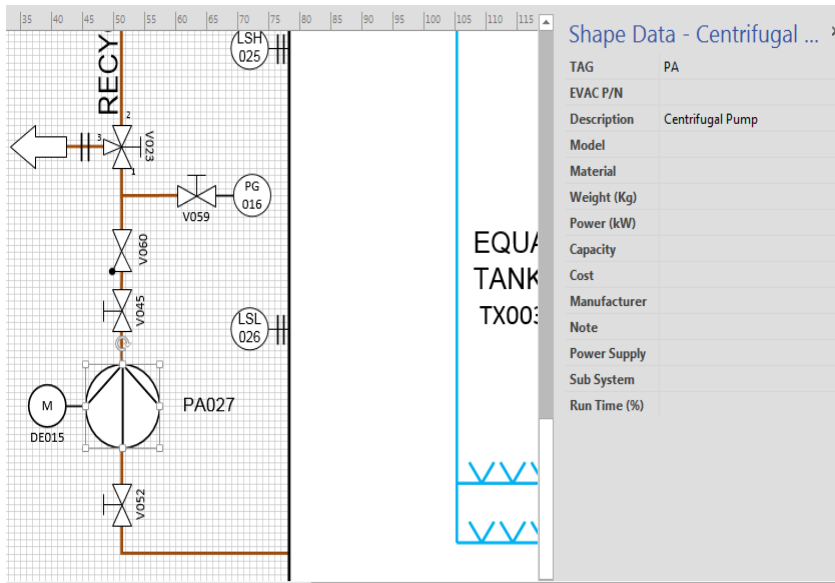 35 40 45 50 55 60 65 70 75 80 85 90 95 100 105 110 115
Shape Data - Centrifugal ...
TAG PA
EVAC P/N
Description Centrifugal Pump
Model
Material
Weight (Kg)
Power (kW)
Capacity
Cost
Manufacturer
Note
Power Supply
Sub System
Run Time (%)
RECY
LSH
025
2
3
1
V023
PG
016
V059
V060
V045
LSL
026
M
DE015
PA027
V052
EQUA
TANK
TX003